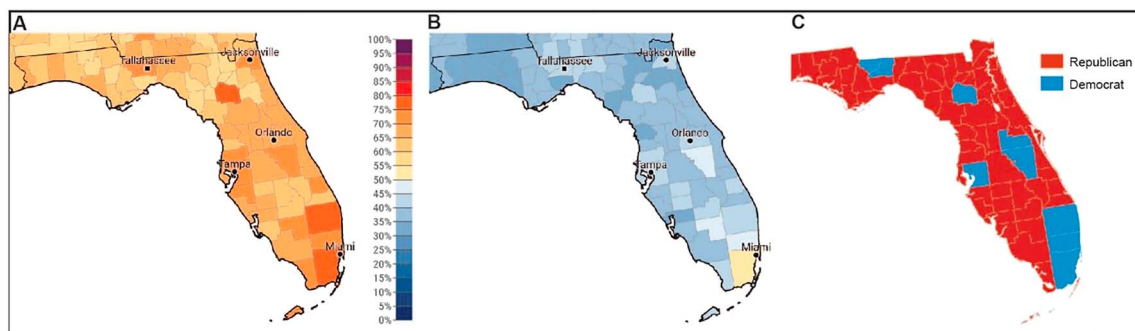 A
Jacksonville
Tallahassee
Orlando
Tampa
Miami
100%
95%
90%
85%
80%
75%
70%
65%
60%
55%
50%
45%
40%
35%
30%
25%
20%
15%
10%
5%
0%
B
Jacksonville
Tallahassee
Orlando
Tampa
Miami
C
Republican
Democrat